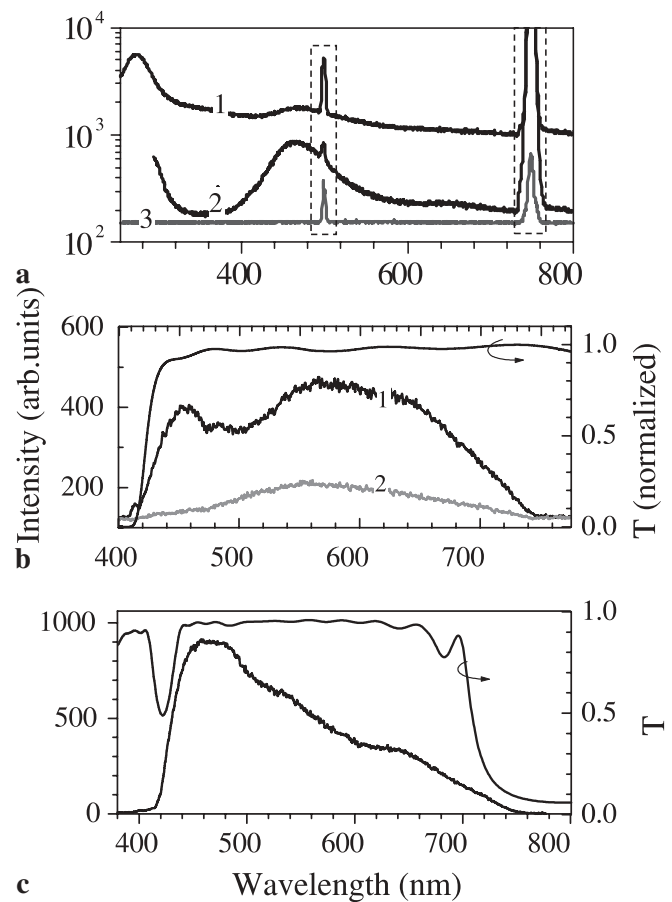 10^4
10^3
10^2
1
2
3
400 600 800
a
Intensity (arb.units)
600
400
200
1
2
1.0
0.5
0.0
T (normalized)
400 500 600 700
b
1000
500
0
1.0
0.5
0.0
T
400 500 600 700 800
c
Wavelength (nm)